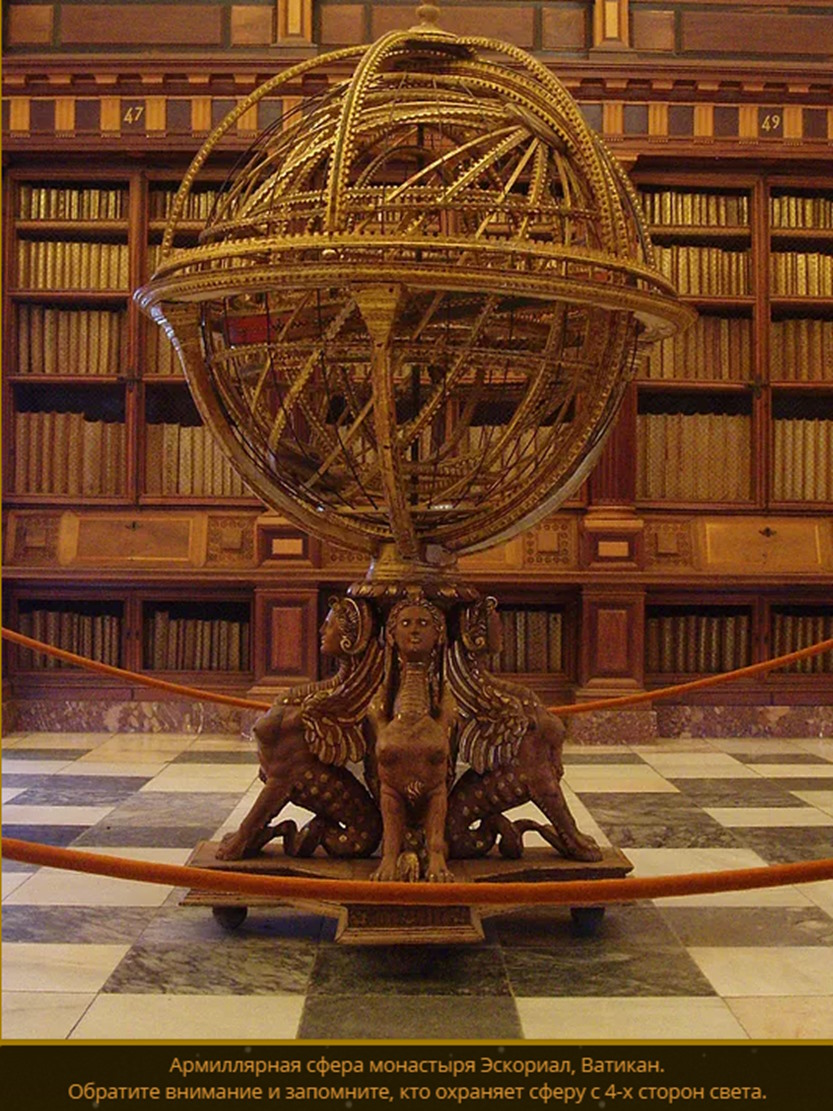 47 49
Армиллярная сфера монастыря Эскориал, Ватикан.
Обратите внимание и запомните, кто охраняет сферу с 4-х сторон света.